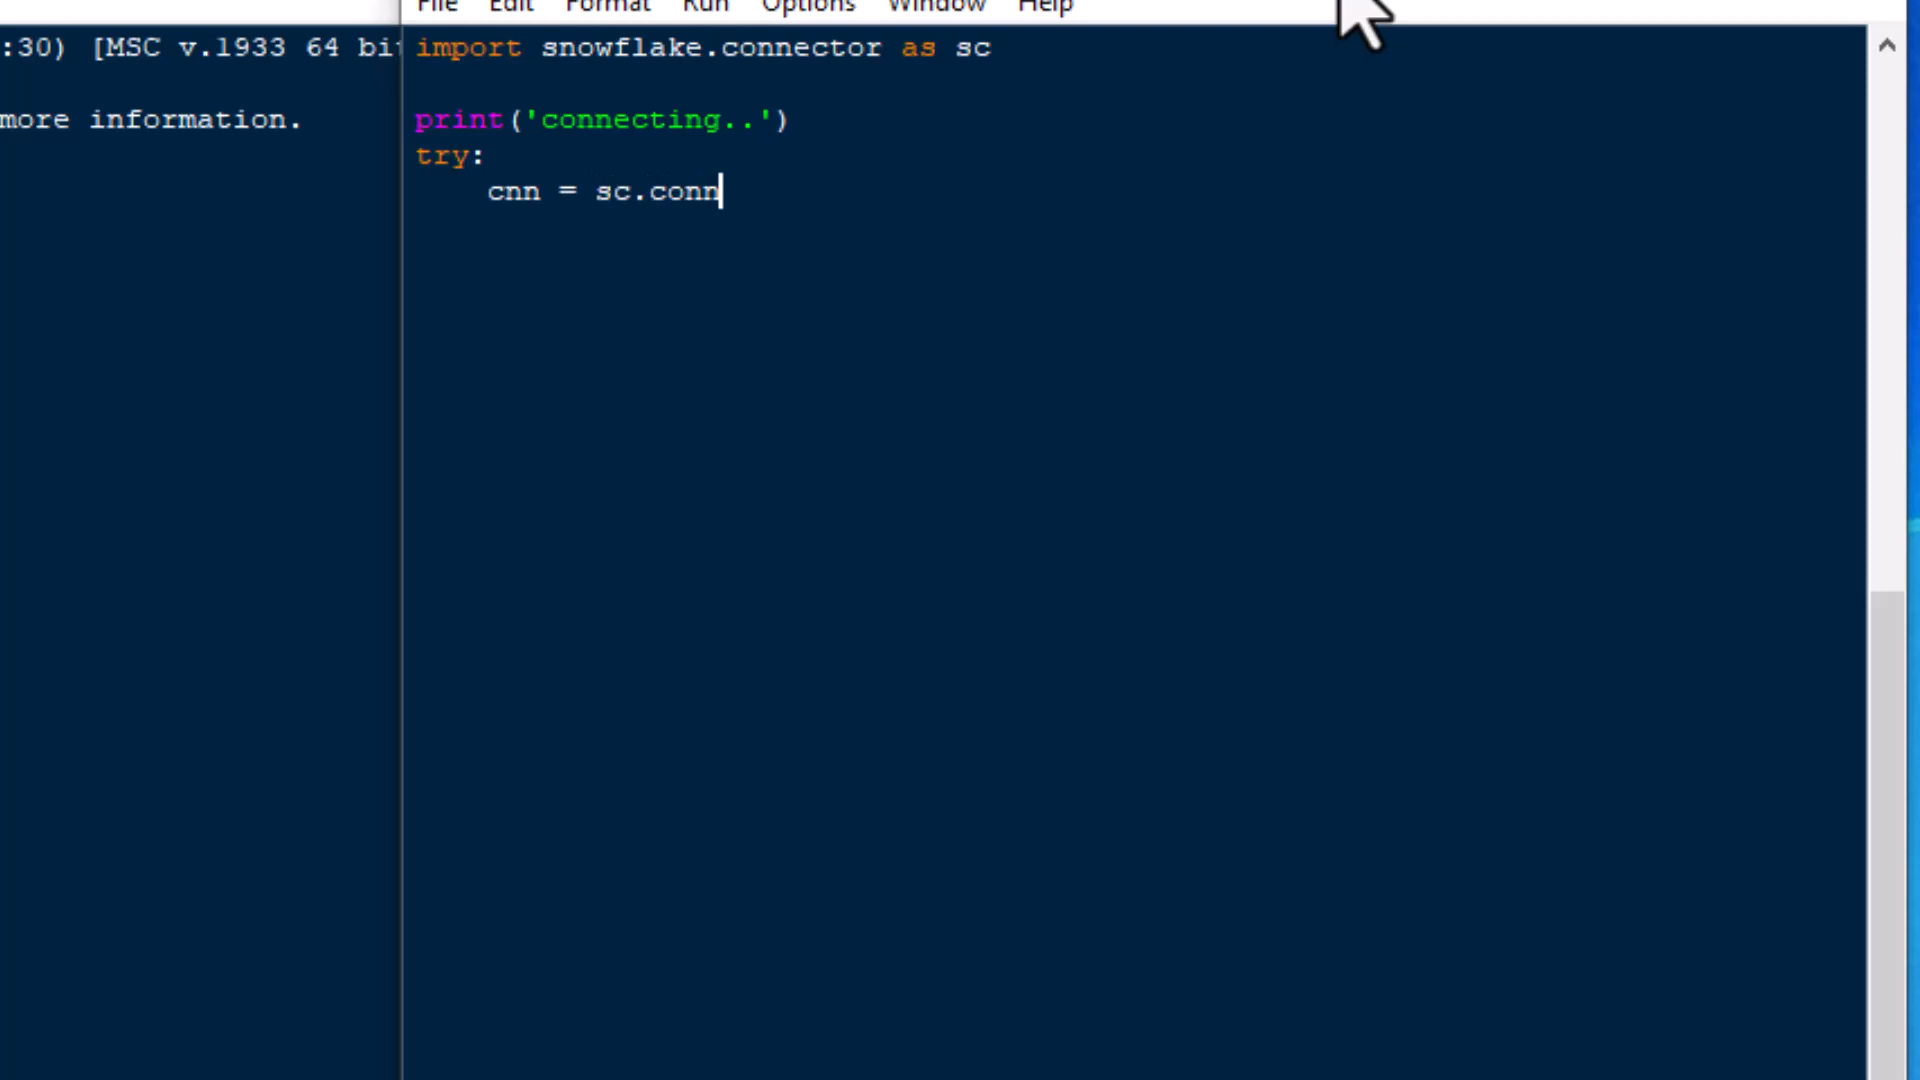 File Edit Format Run Options Window Help
:30) [MSC v.1933 64 bit
more information.
import snowflake.connector as sc
print('connecting..')
try:
    cnn = sc.conn